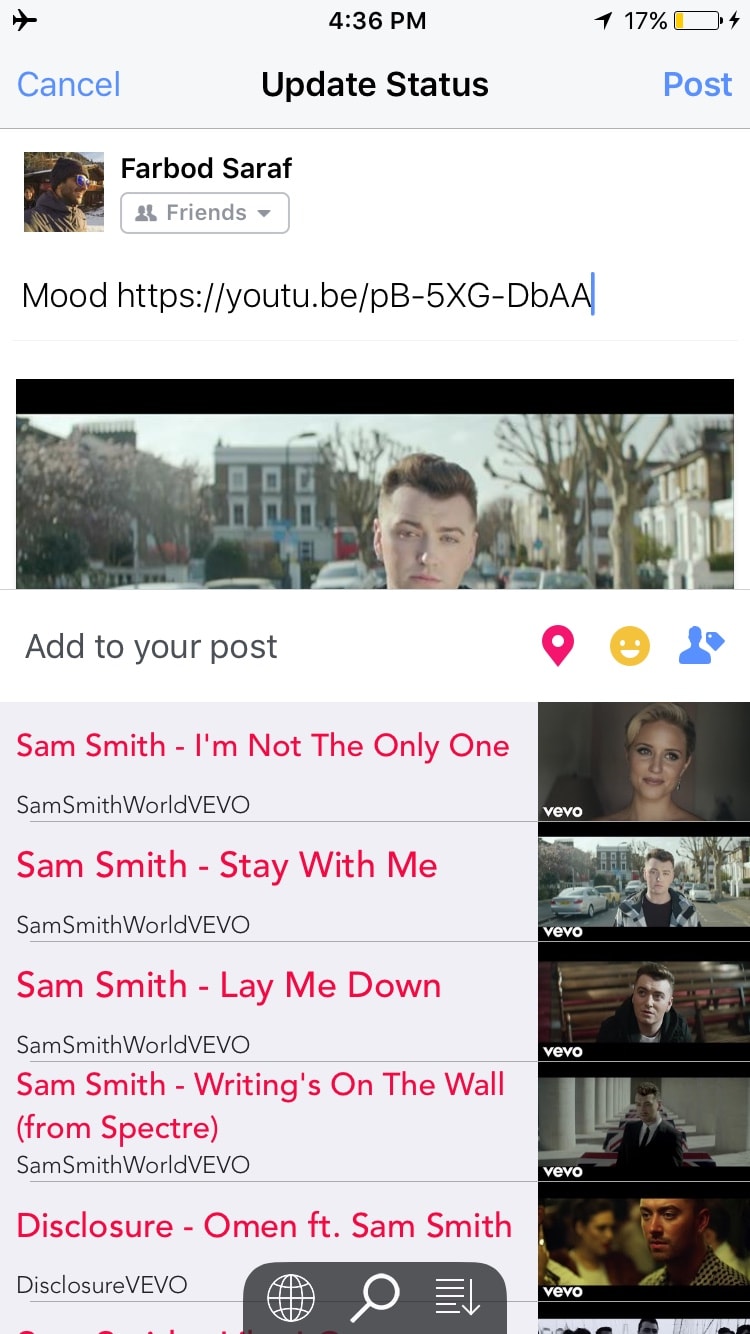 4:36 PM
17%
Cancel
Update Status
Post
Farbod Saraf
Friends
Mood https://youtu.be/pB-5XG-DbAA
Add to your post
Sam Smith - I'm Not The Only One
SamSmithWorldVEVO
vevo
Sam Smith - Stay With Me
SamSmithWorldVEVO
vevo
Sam Smith - Lay Me Down
SamSmithWorldVEVO
vevo
Sam Smith - Writing's On The Wall
(from Spectre)
SamSmithWorldVEVO
vevo
Disclosure - Omen ft. Sam Smith
DisclosureVEVO
vevo